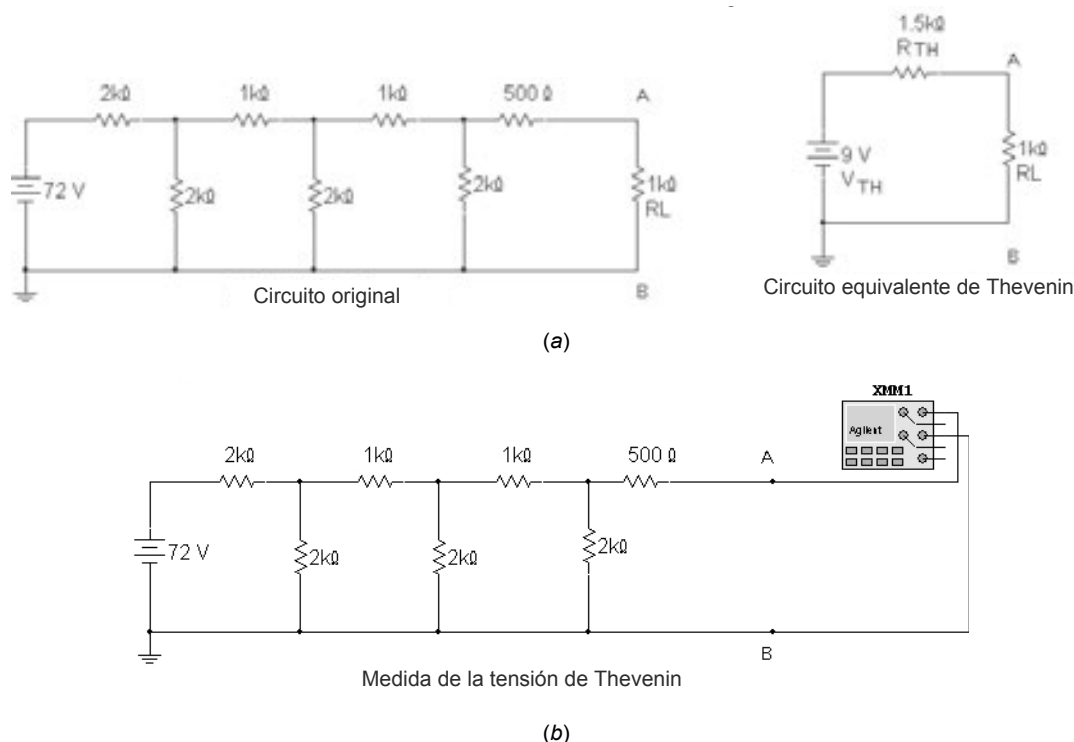 1.5kΩ
RTH
A
2kΩ 1kΩ 1kΩ 500 Ω A
72 V 2kΩ 2kΩ 2kΩ 1kΩ
RL
B
9 V
VTH
1kΩ
RL
B
Circuito original
Circuito equivalente de Thevenin
(a)
XMM1
Agilent
2kΩ 1kΩ 1kΩ 500 Ω A
72 V 2kΩ 2kΩ 2kΩ
B
Medida de la tensión de Thevenin
(b)